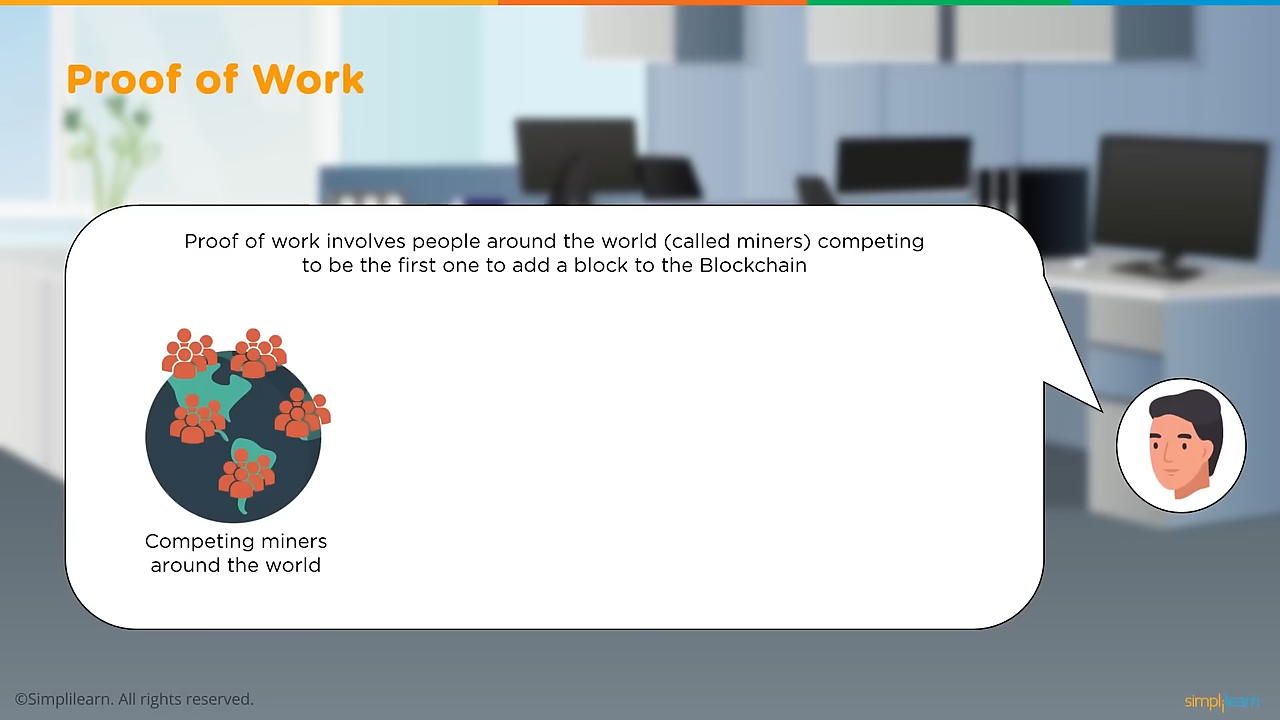 Proof of Work
Proof of work involves people around the world (called miners) competing
to be the first one to add a block to the Blockchain
Competing miners
around the world
©Simplilearn. All rights reserved.
simplilearn